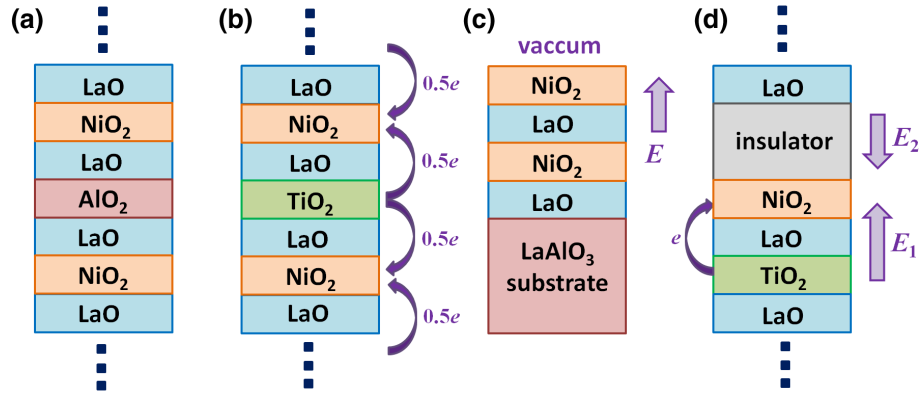 (a)
LaO
NiO₂
LaO
AlO₂
LaO
NiO₂
LaO
(b)
LaO
NiO₂
LaO
TiO₂
LaO
NiO₂
LaO
0.5e
0.5e
0.5e
0.5e
(c)
vaccum
NiO₂
LaO
NiO₂
LaO
LaAlO₃
substrate
E
(d)
LaO
insulator
NiO₂
LaO
TiO₂
LaO
e
E₂
E₁